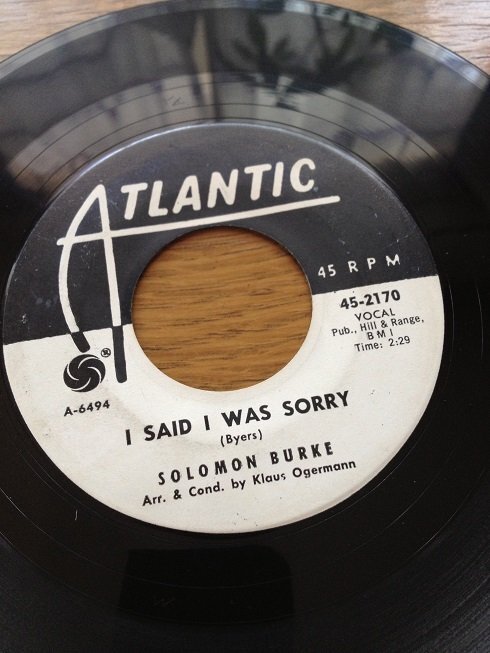 ATLANTIC
45 RPM
45-2170
VOCAL
Pub., Hill & Range,
BMI
Time: 2:29
A-6494
I SAID I WAS SORRY
(Byers)
SOLOMON BURKE
Arr. & Cond. by Klaus Ogermann